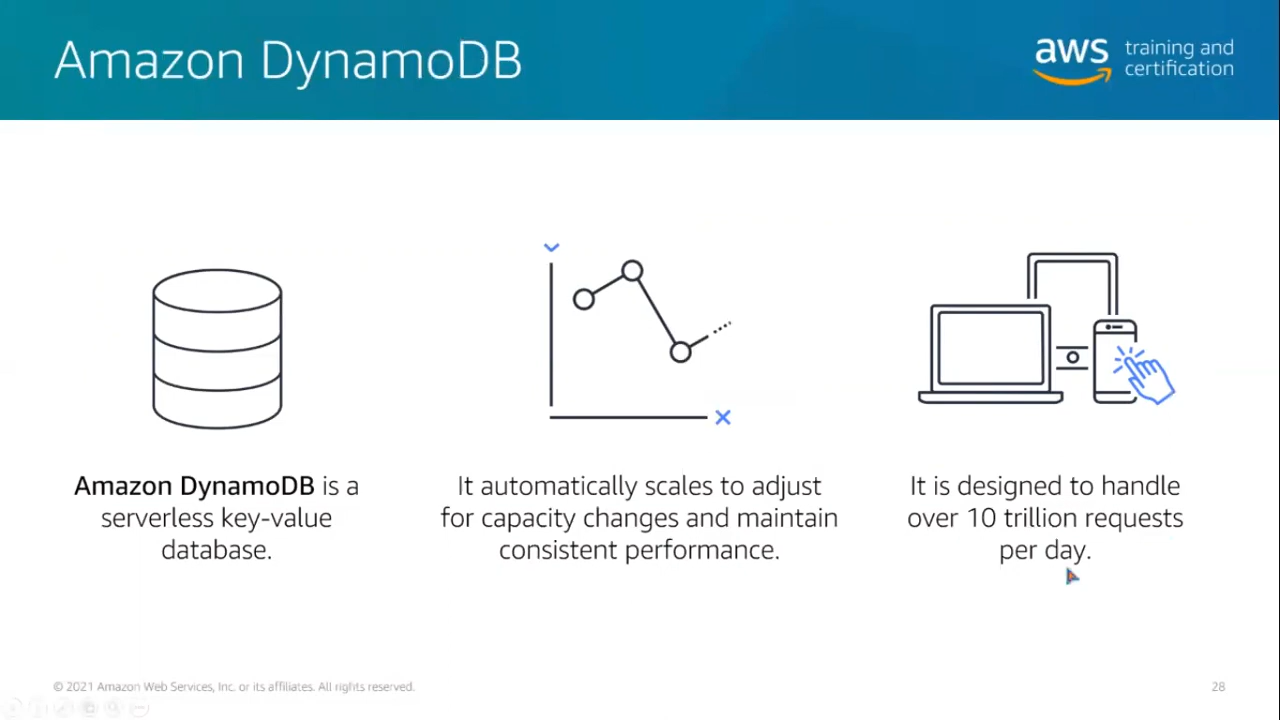 Amazon DynamoDB
aws training and
certification
Amazon DynamoDB is a
serverless key-value
database.
It automatically scales to adjust
for capacity changes and maintain
consistent performance.
It is designed to handle
over 10 trillion requests
per day.
© 2021 Amazon Web Services, Inc. or its affiliates. All rights reserved.
28